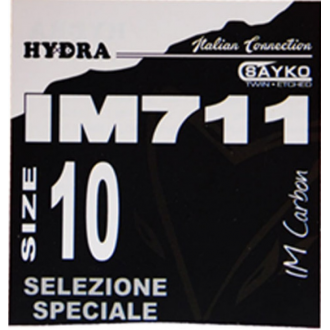 HYDRA
Italian Connection
SAYKO
TWIN • ETCHED
IM711
SIZE 10
IM Carbon
SELEZIONE
SPECIALE